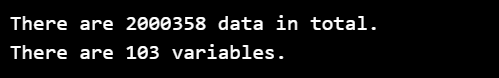 There are 2000358 data in total.
There are 103 variables.